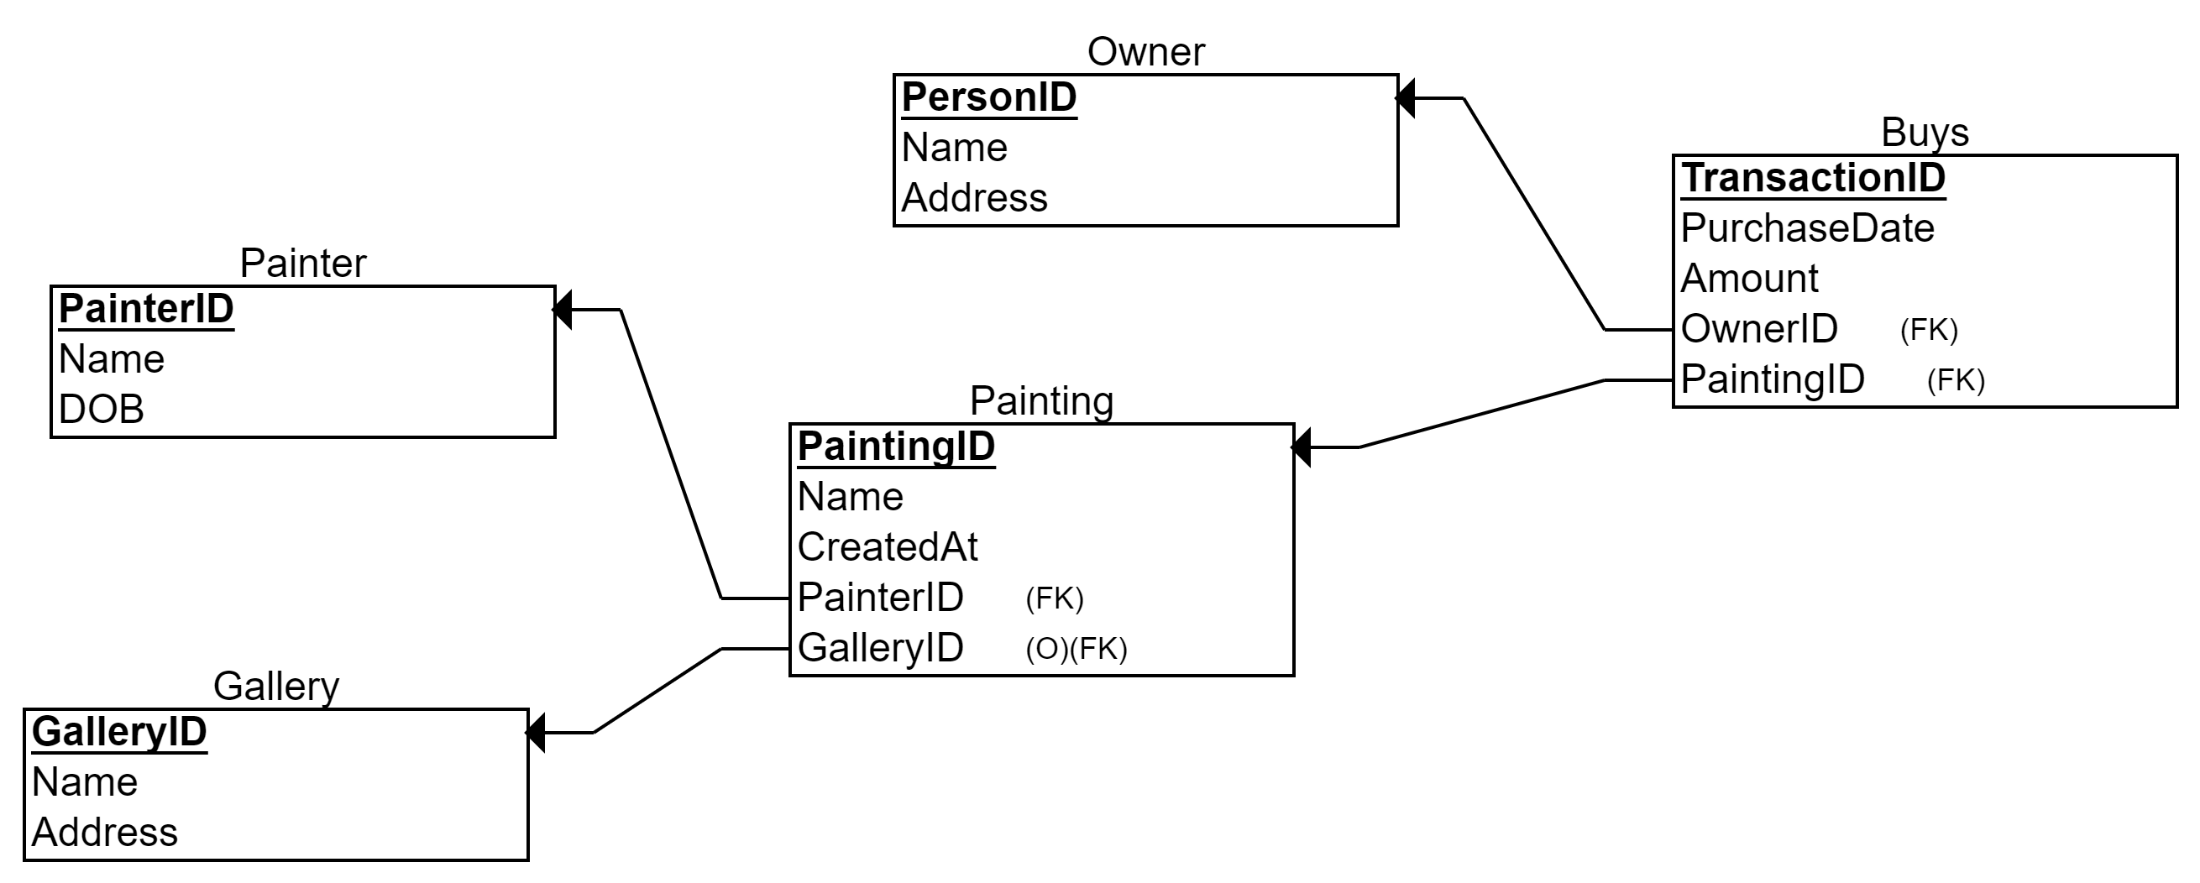 Owner
PersonID
Name
Address
Buys
TransactionID
PurchaseDate
Amount
OwnerID (FK)
PaintingID (FK)
Painter
PainterID
Name
DOB
Painting
PaintingID
Name
CreatedAt
PainterID (FK)
GalleryID (O)(FK)
Gallery
GalleryID
Name
Address